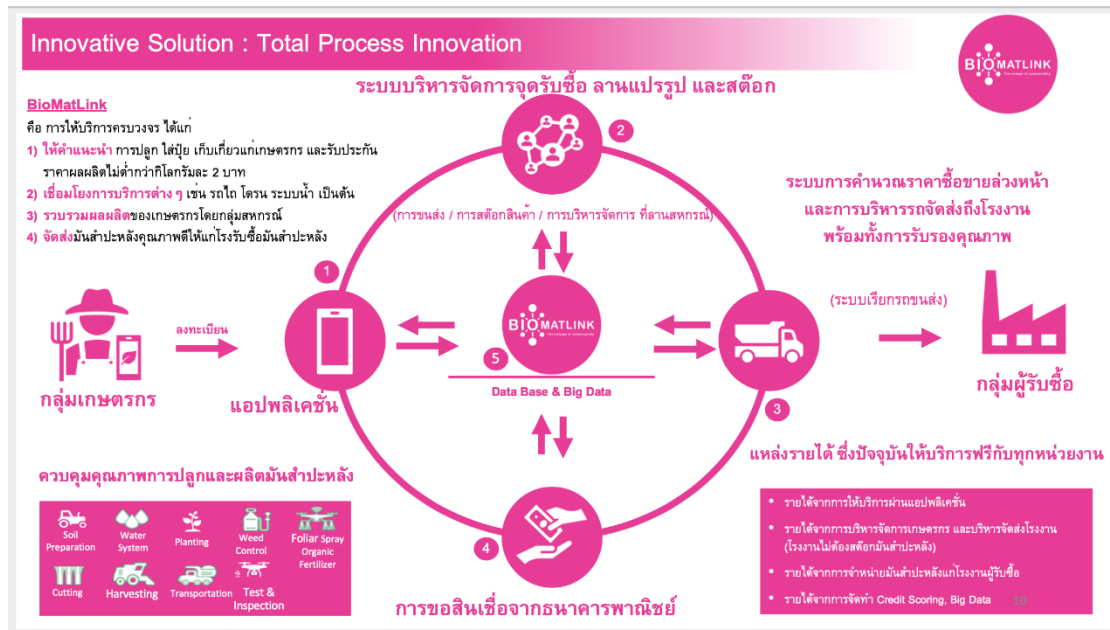 Innovative Solution : Total Process Innovation
BIOMATLINK
ระบบบริหารจัดการจุดรับซื้อ ลานแปรรูป และสต๊อก
BioMatLink
คือ การให้บริการครบวงจร ได้แก่
1) ให้คำแนะนำ การปลูก ใส่ปุ๋ย เก็บเกี่ยวแก่เกษตรกร และรับประกัน
ราคาผลผลิตไม่ต่ำกว่ากิโลกรัมละ 2 บาท
2) เชื่อมโยงการบริการต่าง ๆ เช่น รถไถ โดรน ระบบน้ำ เป็นต้น
3) รวบรวมผลผลิตของเกษตรกรโดยกลุ่มสหกรณ์
4) จัดส่งมันสำปะหลังคุณภาพดีให้แก่โรงรับซื้อมันสำปะหลัง
2
(การขนส่ง / การสต๊อกสินค้า / การบริหารจัดการ ที่ลานสหกรณ์)
ระบบการคำนวณราคาซื้อขายล่วงหน้า
และการบริหารรถจัดส่งถึงโรงงาน
พร้อมทั้งการรับรองคุณภาพ
1
ลงทะเบียน
กลุ่มเกษตรกร
แอปพลิเคชั่น
BIOMATLINK
5
Data Base & Big Data
(ระบบเรียกรถขนส่ง)
3
กลุ่มผู้รับซื้อ
ควบคุมคุณภาพการปลูกและผลิตมันสำปะหลัง
Soil
Preparation
Water
System
Planting
Weed
Control
Foliar Spray
Organic
Fertilizer
Cutting
Harvesting
Transportation
Test &
Inspection
4
การขอสินเชื่อจากธนาคารพาณิชย์
แหล่งรายได้ ซึ่งปัจจุบันให้บริการฟรีกับทุกหน่วยงาน
• รายได้จากการให้บริการผ่านแอปพลิเคชั่น
• รายได้จากการบริหารจัดการเกษตรกร และบริหารจัดส่งโรงงาน
(โรงงานไม่ต้องสต๊อกมันสำปะหลัง)
• รายได้จากการจำหน่ายมันสำปะหลังแก่โรงงานผู้รับซื้อ
• รายได้จากการจัดทำ Credit Scoring, Big Data
10